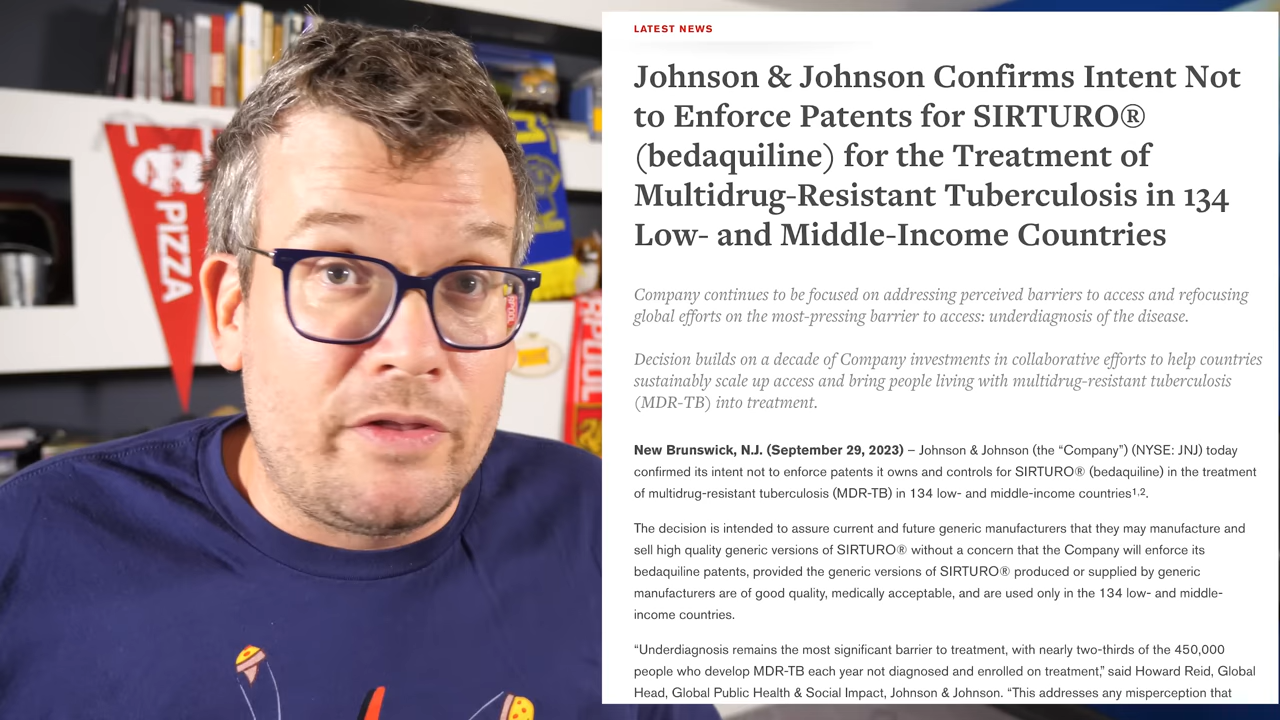 LATEST NEWS
Johnson & Johnson Confirms Intent Not
to Enforce Patents for SIRTURO®
(bedaquiline) for the Treatment of
Multidrug-Resistant Tuberculosis in 134
Low- and Middle-Income Countries
Company continues to be focused on addressing perceived barriers to access and refocusing
global efforts on the most-pressing barrier to access: underdiagnosis of the disease.
Decision builds on a decade of Company investments in collaborative efforts to help countries
sustainably scale up access and bring people living with multidrug-resistant tuberculosis
(MDR-TB) into treatment.
New Brunswick, N.J. (September 29, 2023) – Johnson & Johnson (the “Company”) (NYSE: JNJ) today
confirmed its intent not to enforce patents it owns and controls for SIRTURO® (bedaquiline) in the treatment
of multidrug-resistant tuberculosis (MDR-TB) in 134 low- and middle-income countries1,2.
The decision is intended to assure current and future generic manufacturers that they may manufacture and
sell high quality generic versions of SIRTURO® without a concern that the Company will enforce its
bedaquiline patents, provided the generic versions of SIRTURO® produced or supplied by generic
manufacturers are of good quality, medically acceptable, and are used only in the 134 low- and middle-
income countries.
“Underdiagnosis remains the most significant barrier to treatment, with nearly two-thirds of the 450,000
people who develop MDR-TB each year not diagnosed and enrolled on treatment,” said Howard Reid, Global
Head, Global Public Health & Social Impact, Johnson & Johnson. “This addresses any misperception that
PIZZA
RPOOL